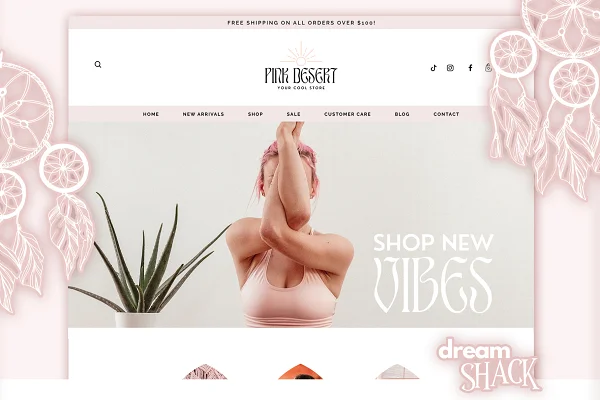 FREE SHIPPING ON ALL ORDERS OVER $100!
PINK DESERT
YOUR COOL STORE
HOME NEW ARRIVALS SHOP SALE CUSTOMER CARE BLOG CONTACT
SHOP NEW
VIBES
dream
SHACK